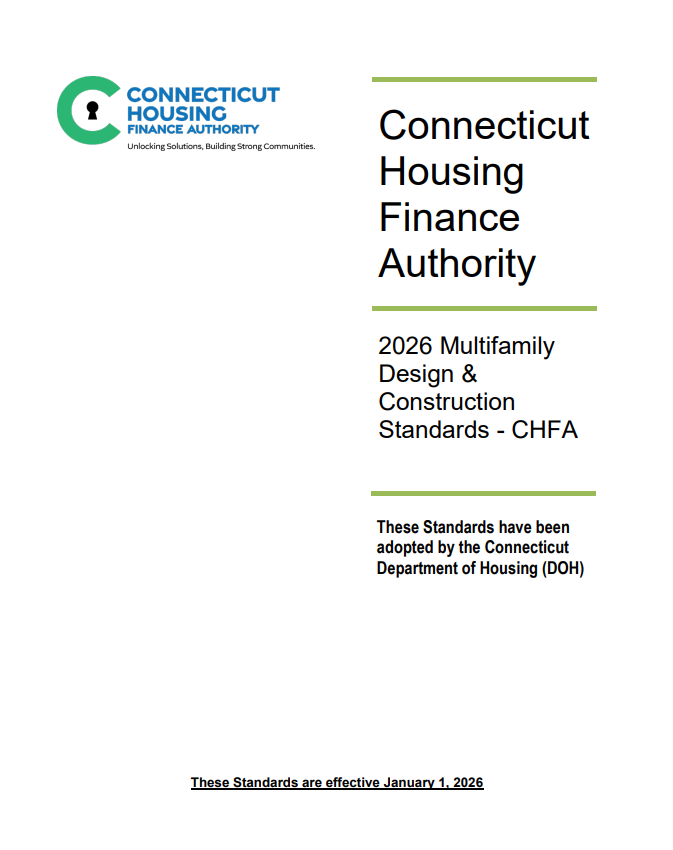 CONNECTICUT
HOUSING
FINANCE AUTHORITY
Unlocking Solutions, Building Strong Communities.
Connecticut
Housing
Finance
Authority
2026 Multifamily
Design &
Construction
Standards - CHFA
These Standards have been
adopted by the Connecticut
Department of Housing (DOH)
These Standards are effective January 1, 2026